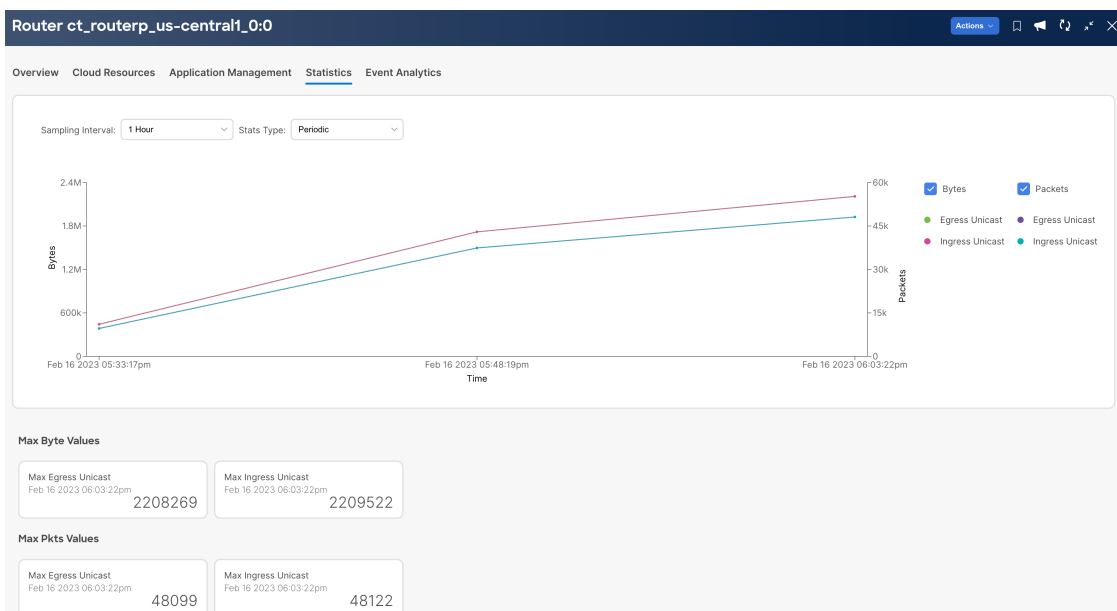 Router ct_routerp_us-central1_0:0
Actions
Overview Cloud Resources Application Management Statistics Event Analytics
Sampling Interval: 1 Hour Stats Type: Periodic
2.4M
1.8M
1.2M
600k
0
Bytes
60k
45k
30k
15k
0
Packets
Feb 16 2023 05:33:17pm Feb 16 2023 05:48:19pm Feb 16 2023 06:03:22pm
Time
Bytes Packets
Egress Unicast Egress Unicast
Ingress Unicast Ingress Unicast
Max Byte Values
Max Egress Unicast
Feb 16 2023 06:03:22pm
2208269
Max Ingress Unicast
Feb 16 2023 06:03:22pm
2209522
Max Pkts Values
Max Egress Unicast
Feb 16 2023 06:03:22pm
48099
Max Ingress Unicast
Feb 16 2023 06:03:22pm
48122